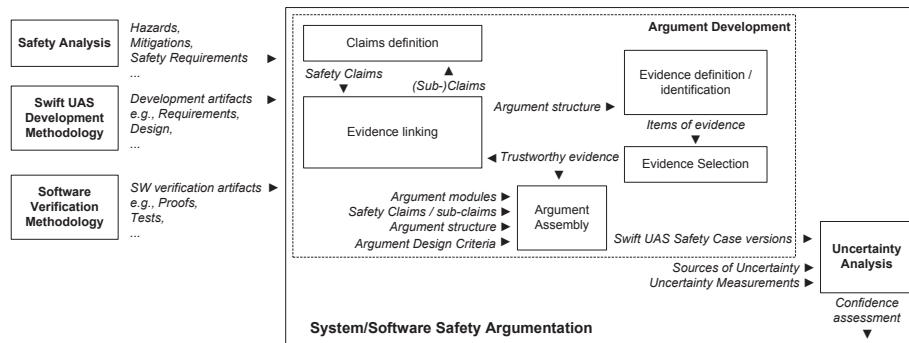 Safety Analysis
Hazards,
Mitigations,
Safety Requirements
...
Swift UAS
Development
Methodology
Development artifacts
e.g., Requirements,
Design,
...
Software
Verification
Methodology
SW verification artifacts
e.g., Proofs,
Tests,
...
Argument Development
Claims definition
Safety Claims
(Sub-)Claims
Evidence linking
Argument structure
Evidence definition /
identification
Items of evidence
Evidence Selection
Trustworthy evidence
Argument modules
Safety Claims / sub-claims
Argument structure
Argument Design Criteria
Argument
Assembly
Swift UAS Safety Case versions
Sources of Uncertainty
Uncertainty Measurements
Uncertainty
Analysis
Confidence
assessment
System/Software Safety Argumentation